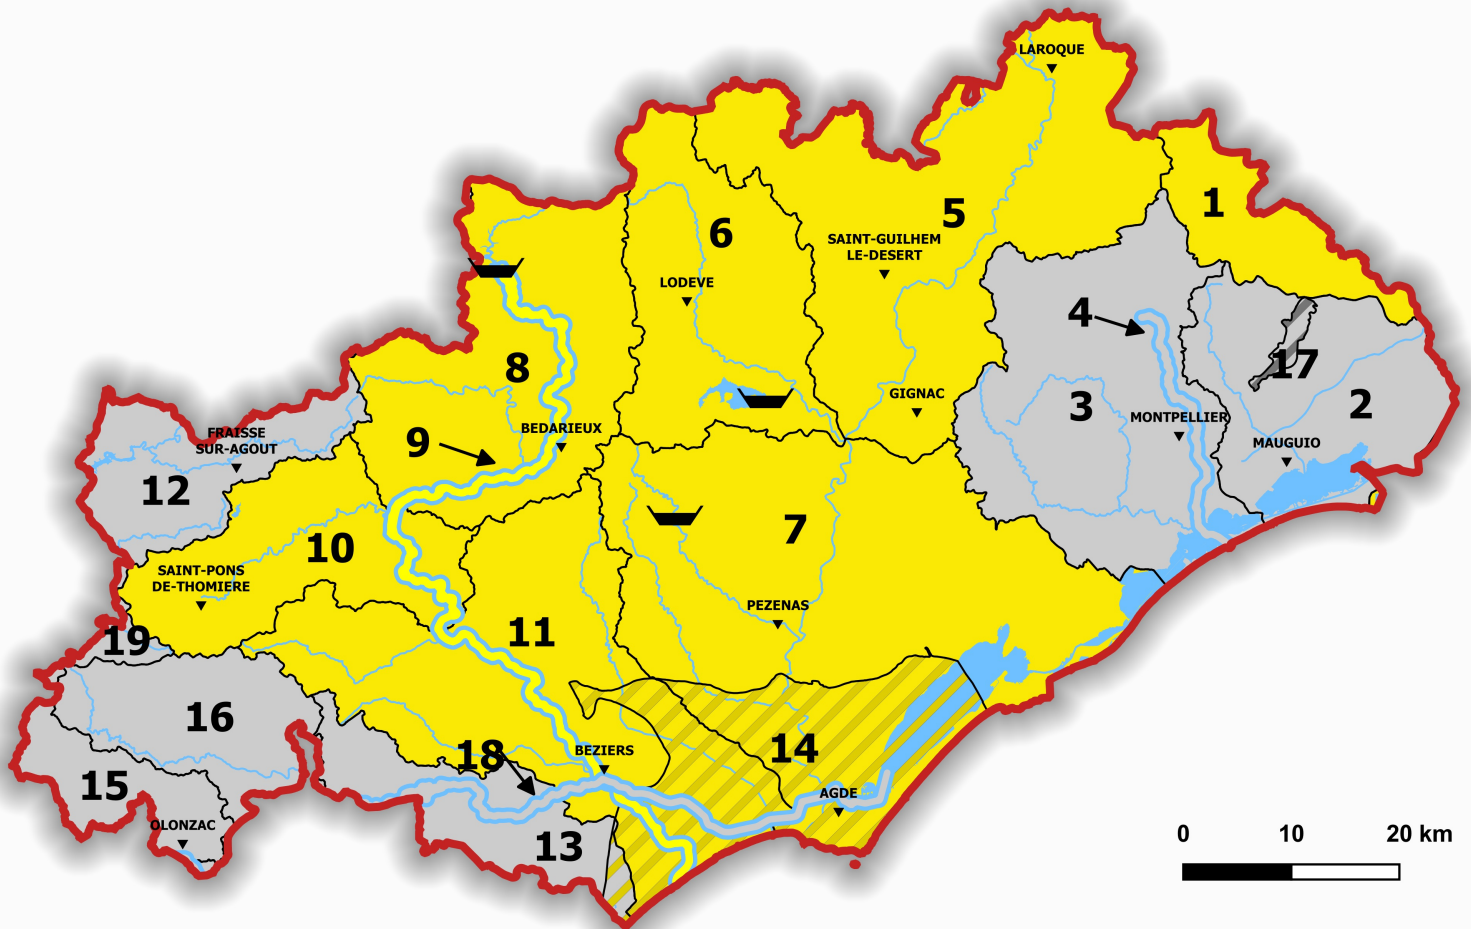 LAROQUE
1
5
6
SAINT-GUILHEM
LE-DESERT
LODEVE
4
8
17
GIGNAC
3
2
MONTPELLIER
BEDARIEUX
9
MAUGUIO
FRAISSE
SUR-AGOUT
12
7
10
SAINT-PONS
DE-THOMIERE
PEZENAS
11
19
16
14
18
BEZIERS
15
AGDE
OLONZAC
13
0 10 20 km